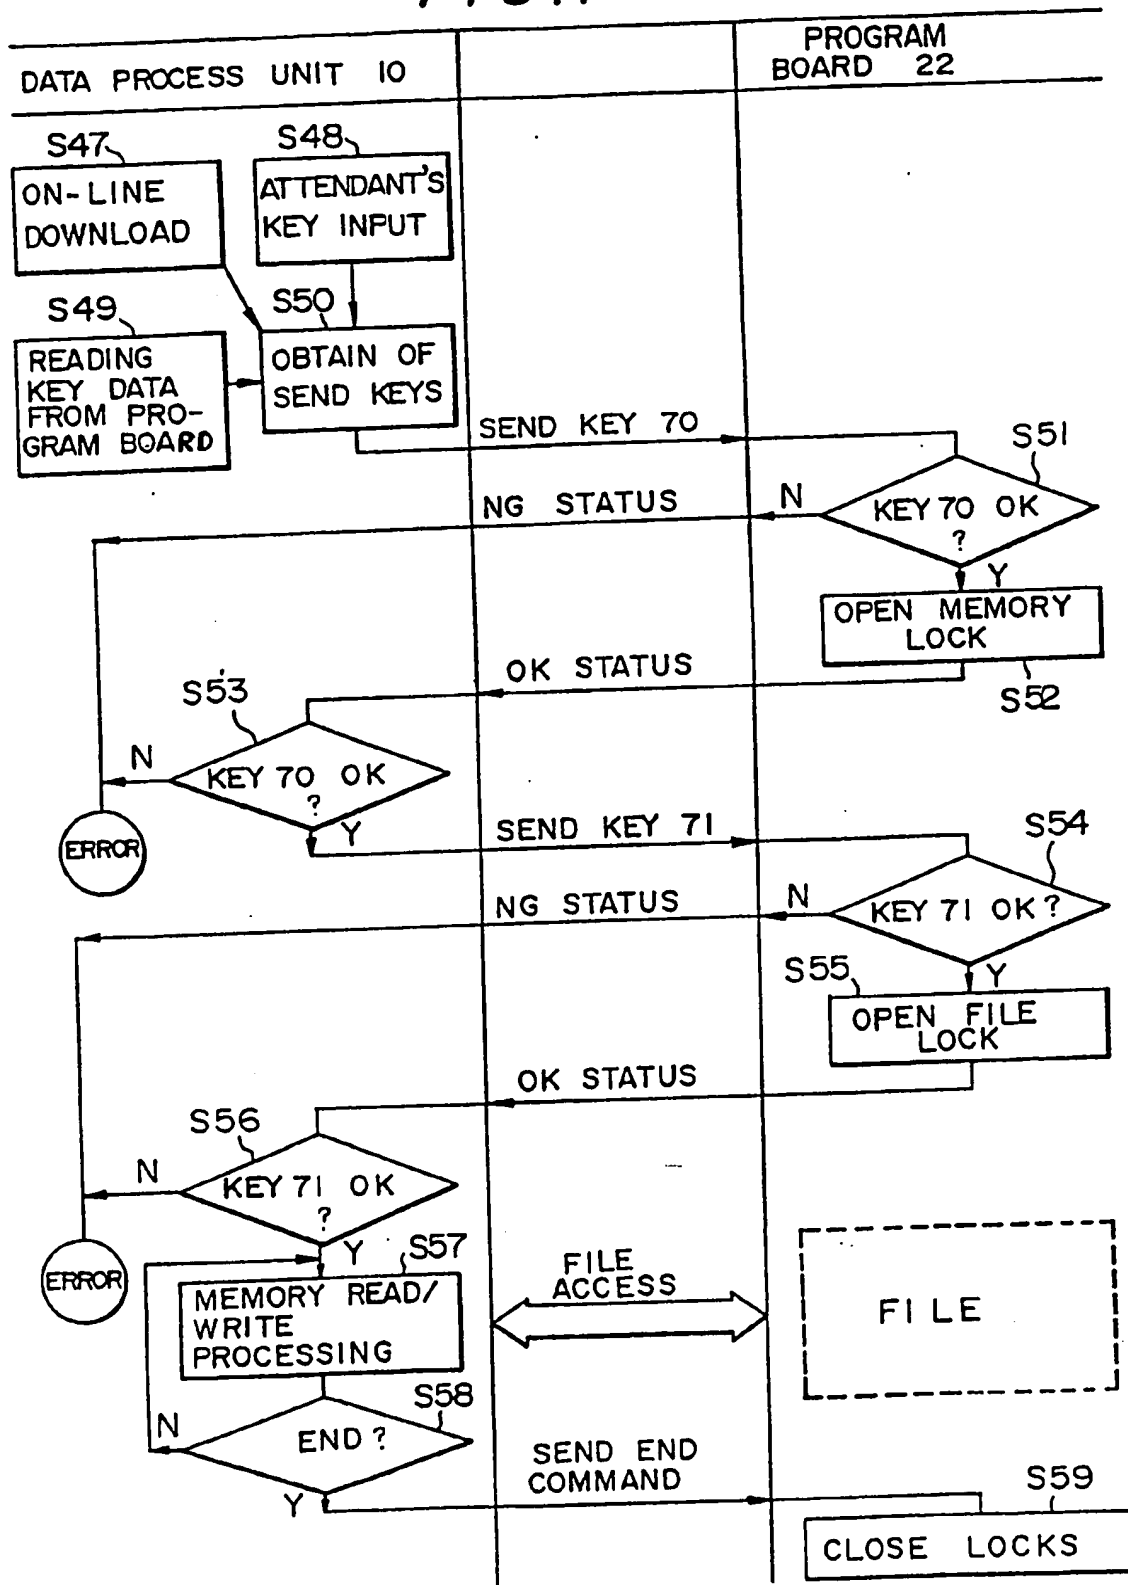 DATA PROCESS UNIT 10
PROGRAM
BOARD 22
S47
S48
ON-LINE
DOWNLOAD
ATTENDANT'S
KEY INPUT
S49
S50
READING
KEY DATA
FROM PRO-
GRAM BOARD
OBTAIN OF
SEND KEYS
SEND KEY 70
S51
NG STATUS
N
KEY 70 OK
?
Y
OPEN MEMORY
LOCK
OK STATUS
S52
S53
N
KEY 70 OK
?
Y
ERROR
SEND KEY 71
S54
NG STATUS
N
KEY 71 OK?
S55
Y
OPEN FILE
LOCK
OK STATUS
S56
N
KEY 71 OK
?
Y
S57
ERROR
MEMORY READ/
WRITE
PROCESSING
FILE
ACCESS
FILE
S58
N
END?
Y
SEND END
COMMAND
S59
CLOSE LOCKS